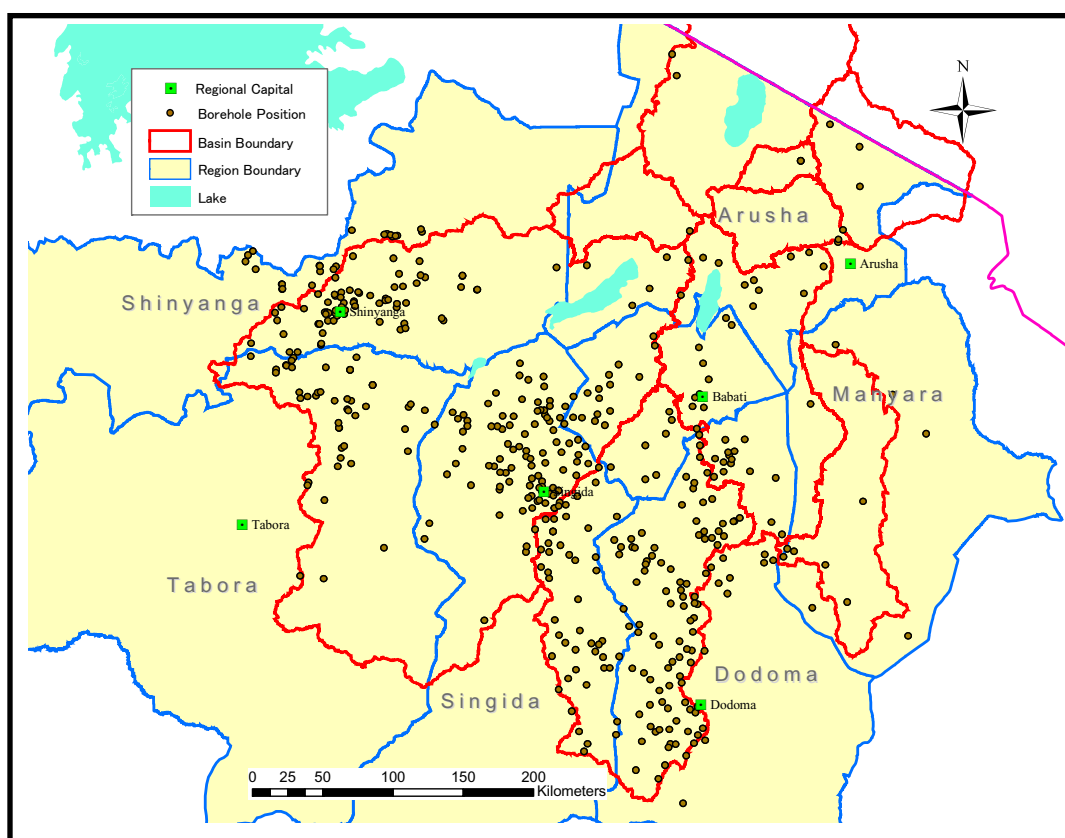 Regional Capital
Borehole Position
Basin Boundary
Region Boundary
Lake
N
Arusha
Arusha
Shinyanga
Shinyanga
Manyara
Babati
Singida
Tabora
Tabora
Dodoma
Singida
Dodoma
0 25 50 100 150 200
Kilometers